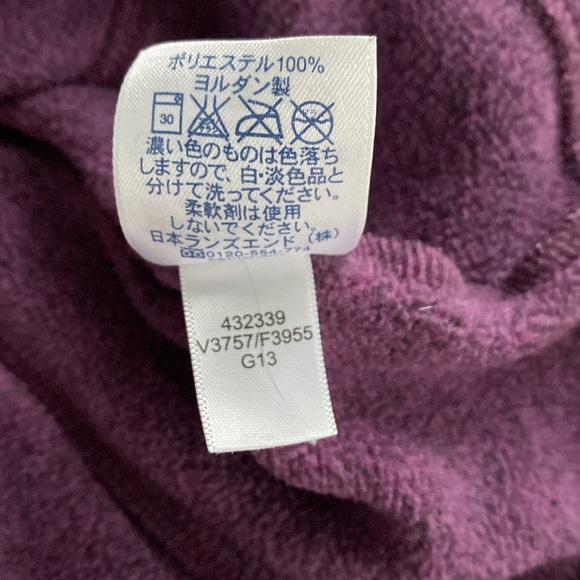 ポリエステル100%
ヨルダン製
30
濃い色のものは色落ち
しますので、白・淡色品と
分けて洗ってください。
柔軟剤は使用
しないでください。
日本ランズエンド(株)
0120-554-774
432339
V3757/F3955
G13